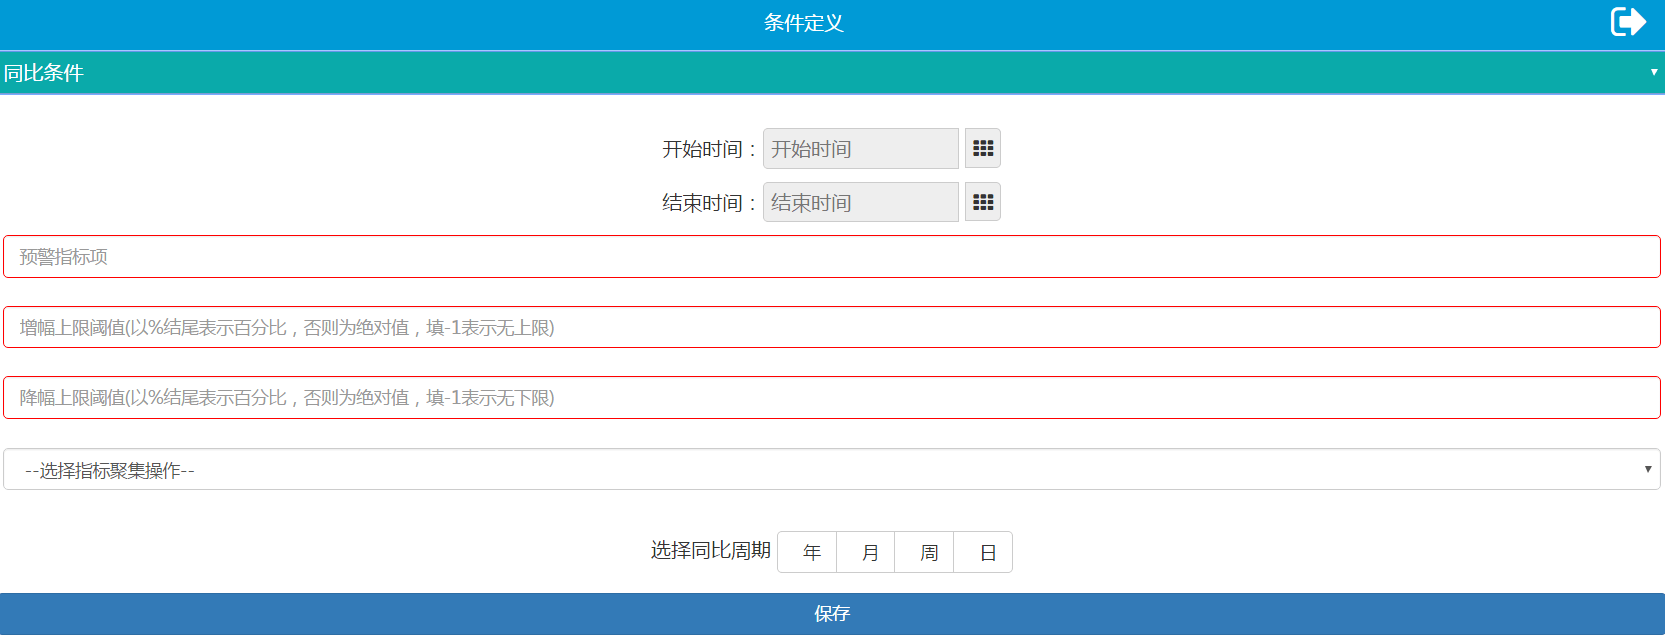 条件定义
同比条件
开始时间： 开始时间
结束时间： 结束时间
预警指标项
增幅上限阈值(以%结尾表示百分比，否则为绝对值，填-1表示无上限)
降幅上限阈值(以%结尾表示百分比，否则为绝对值，填-1表示无下限)
--选择指标聚集操作--
选择同比周期 年 月 周 日
保存